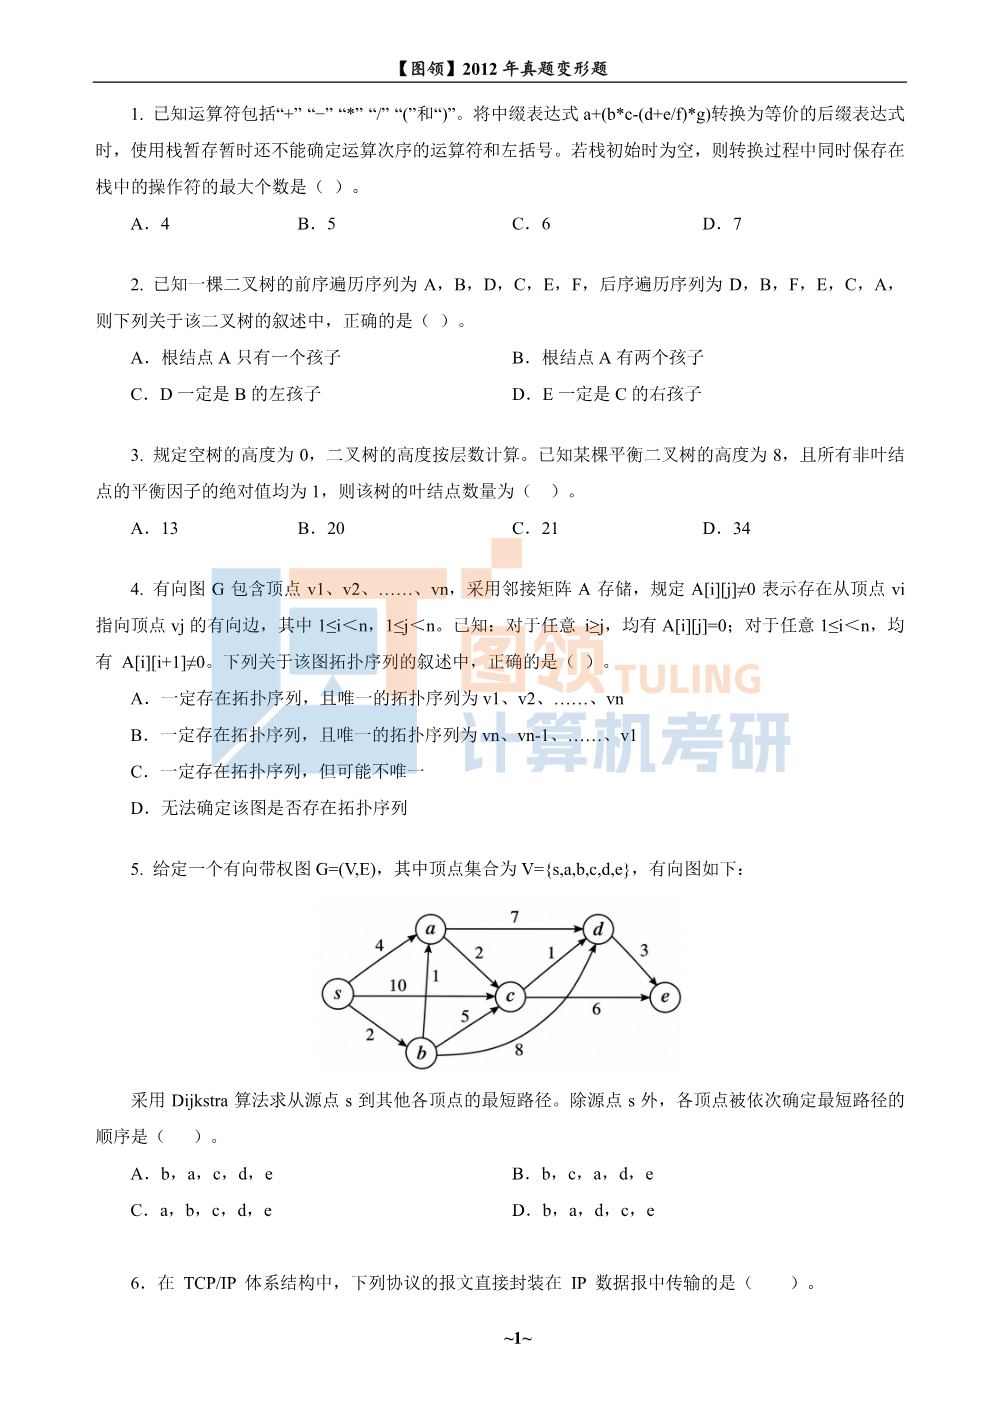 【图领】2012 年真题变形题
1. 已知运算符包括“+” “−” “*” “/” “(”和“)”。将中缀表达式 a+(b*c-(d+e/f)*g)转换为等价的后缀表达式
时，使用栈暂存暂时还不能确定运算次序的运算符和左括号。若栈初始时为空，则转换过程中同时保存在
栈中的操作符的最大个数是（ ）。
A．4 B．5 C．6 D．7
2. 已知一棵二叉树的前序遍历序列为 A，B，D，C，E，F，后序遍历序列为 D，B，F，E，C，A，
则下列关于该二叉树的叙述中，正确的是（ ）。
A．根结点 A 只有一个孩子 B．根结点 A 有两个孩子
C．D 一定是 B 的左孩子 D．E 一定是 C 的右孩子
3. 规定空树的高度为 0，二叉树的高度按层数计算。已知某棵平衡二叉树的高度为 8，且所有非叶结
点的平衡因子的绝对值均为 1，则该树的叶结点数量为（ ）。
A．13 B．20 C．21 D．34
4. 有向图 G 包含顶点 v1、v2、……、vn，采用邻接矩阵 A 存储，规定 A[i][j]≠0 表示存在从顶点 vi
指向顶点 vj 的有向边，其中 1≤i＜n，1≤j＜n。已知：对于任意 i≥j，均有 A[i][j]=0；对于任意 1≤i＜n，均
有 A[i][i+1]≠0。下列关于该图拓扑序列的叙述中，正确的是（ ）。
图领 TULING
A．一定存在拓扑序列，且唯一的拓扑序列为 v1、v2、……、vn
B．一定存在拓扑序列，且唯一的拓扑序列为 vn、vn-1、……、v1
计算机考研
C．一定存在拓扑序列，但可能不唯一
D．无法确定该图是否存在拓扑序列
5. 给定一个有向带权图 G=(V,E)，其中顶点集合为 V={s,a,b,c,d,e}，有向图如下：
7
a d
4 2 1 3
10 1
s c e
5 6
2
b 8
采用 Dijkstra 算法求从源点 s 到其他各顶点的最短路径。除源点 s 外，各顶点被依次确定最短路径的
顺序是（ ）。
A．b，a，c，d，e B．b，c，a，d，e
C．a，b，c，d，e D．b，a，d，c，e
6．在 TCP/IP 体系结构中，下列协议的报文直接封装在 IP 数据报中传输的是（ ）。
~1~